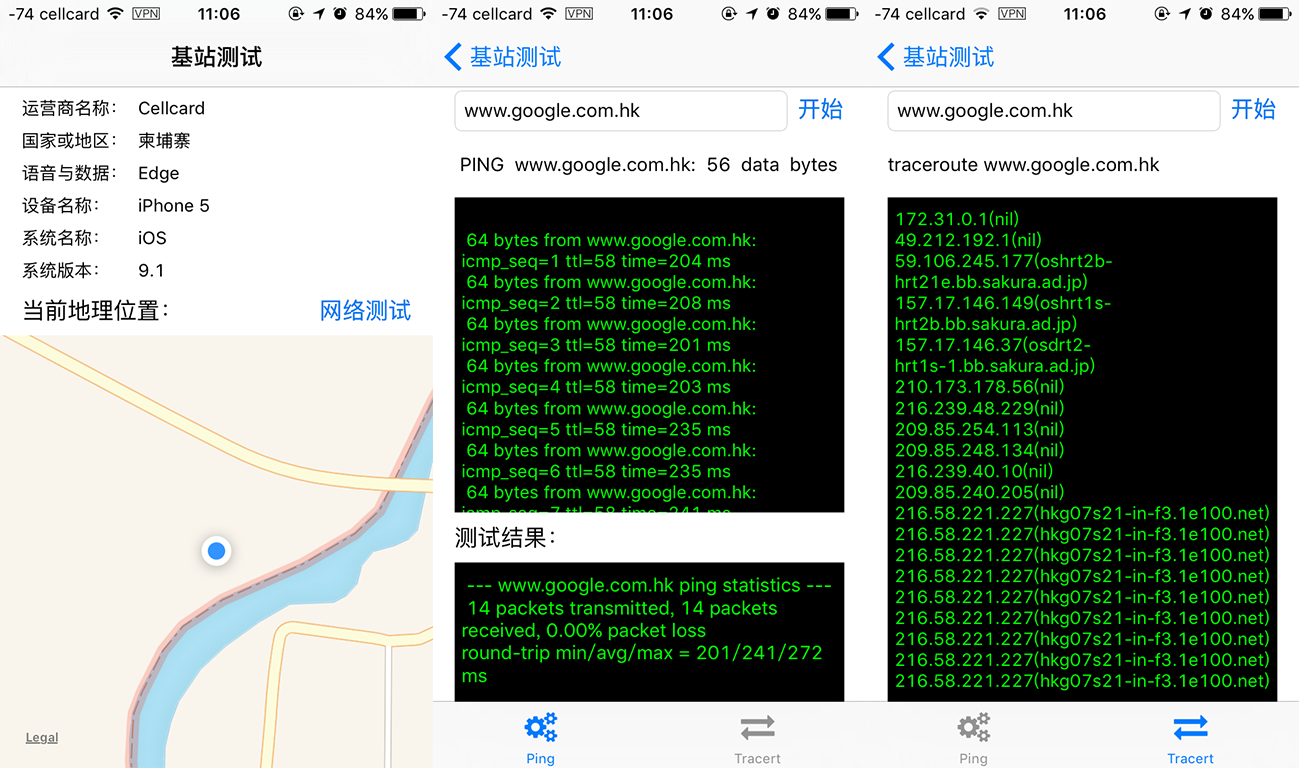 -74 cellcard VPN 11:06 84%
基站测试
运营商名称： Cellcard
国家或地区： 柬埔寨
语音与数据： Edge
设备名称： iPhone 5
系统名称： iOS
系统版本： 9.1
当前地理位置： 网络测试
Legal
-74 cellcard VPN 11:06 84%
基站测试
www.google.com.hk 开始
PING www.google.com.hk: 56 data bytes
64 bytes from www.google.com.hk:
icmp_seq=1 ttl=58 time=204 ms
64 bytes from www.google.com.hk:
icmp_seq=2 ttl=58 time=208 ms
64 bytes from www.google.com.hk:
icmp_seq=3 ttl=58 time=201 ms
64 bytes from www.google.com.hk:
icmp_seq=4 ttl=58 time=203 ms
64 bytes from www.google.com.hk:
icmp_seq=5 ttl=58 time=235 ms
64 bytes from www.google.com.hk:
icmp_seq=6 ttl=58 time=235 ms
64 bytes from www.google.com.hk:
icmp_seq=7 ttl=58 time=241 ms
测试结果：
--- www.google.com.hk ping statistics ---
14 packets transmitted, 14 packets
received, 0.00% packet loss
round-trip min/avg/max = 201/241/272
ms
Ping Tracert
-74 cellcard VPN 11:06 84%
基站测试
www.google.com.hk 开始
traceroute www.google.com.hk
172.31.0.1(nil)
49.212.192.1(nil)
59.106.245.177(oshrt2b-
hrt21e.bb.sakura.ad.jp)
157.17.146.149(oshrt1s-
hrt2b.bb.sakura.ad.jp)
157.17.146.37(osdrt2-
hrt1s-1.bb.sakura.ad.jp)
210.173.178.56(nil)
216.239.48.229(nil)
209.85.254.113(nil)
209.85.248.134(nil)
216.239.40.10(nil)
209.85.240.205(nil)
216.58.221.227(hkg07s21-in-f3.1e100.net)
216.58.221.227(hkg07s21-in-f3.1e100.net)
216.58.221.227(hkg07s21-in-f3.1e100.net)
216.58.221.227(hkg07s21-in-f3.1e100.net)
216.58.221.227(hkg07s21-in-f3.1e100.net)
216.58.221.227(hkg07s21-in-f3.1e100.net)
216.58.221.227(hkg07s21-in-f3.1e100.net)
216.58.221.227(hkg07s21-in-f3.1e100.net)
216.58.221.227(hkg07s21-in-f3.1e100.net)
Ping Tracert